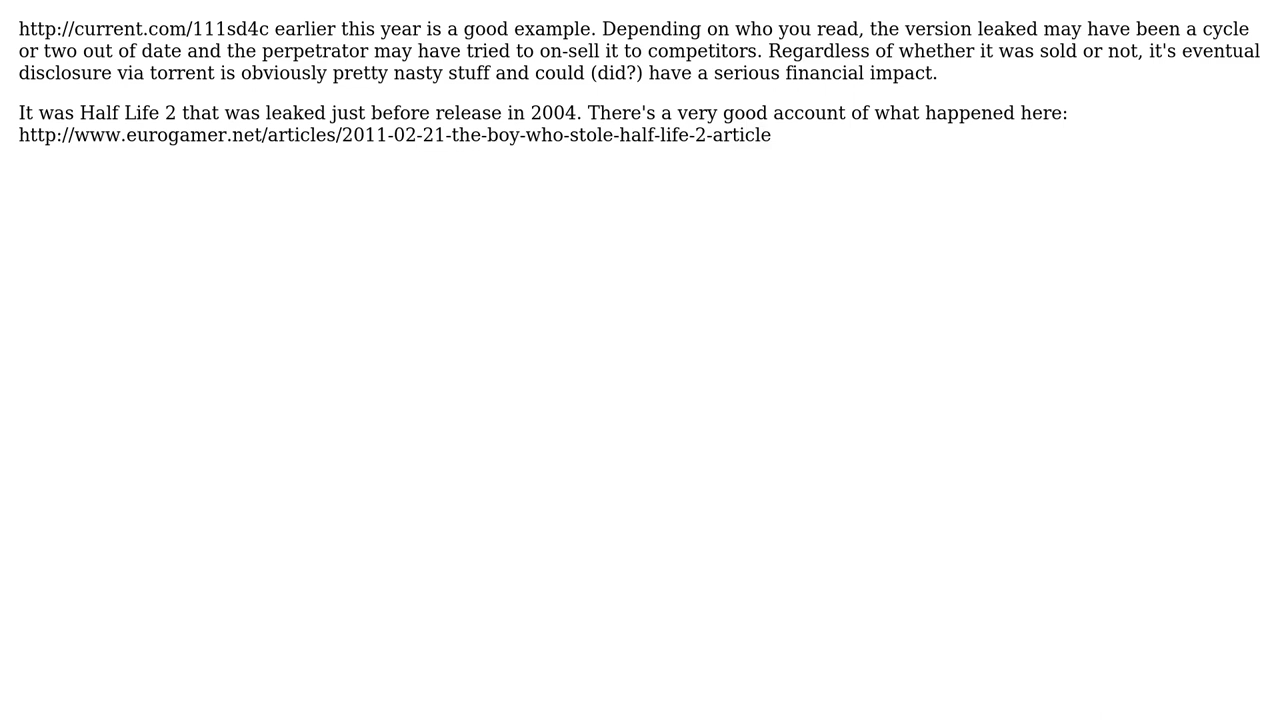 http://current.com/111sd4c earlier this year is a good example. Depending on who you read, the version leaked may have been a cycle
or two out of date and the perpetrator may have tried to on-sell it to competitors. Regardless of whether it was sold or not, it's eventual
disclosure via torrent is obviously pretty nasty stuff and could (did?) have a serious financial impact.
It was Half Life 2 that was leaked just before release in 2004. There's a very good account of what happened here:
http://www.eurogamer.net/articles/2011-02-21-the-boy-who-stole-half-life-2-article